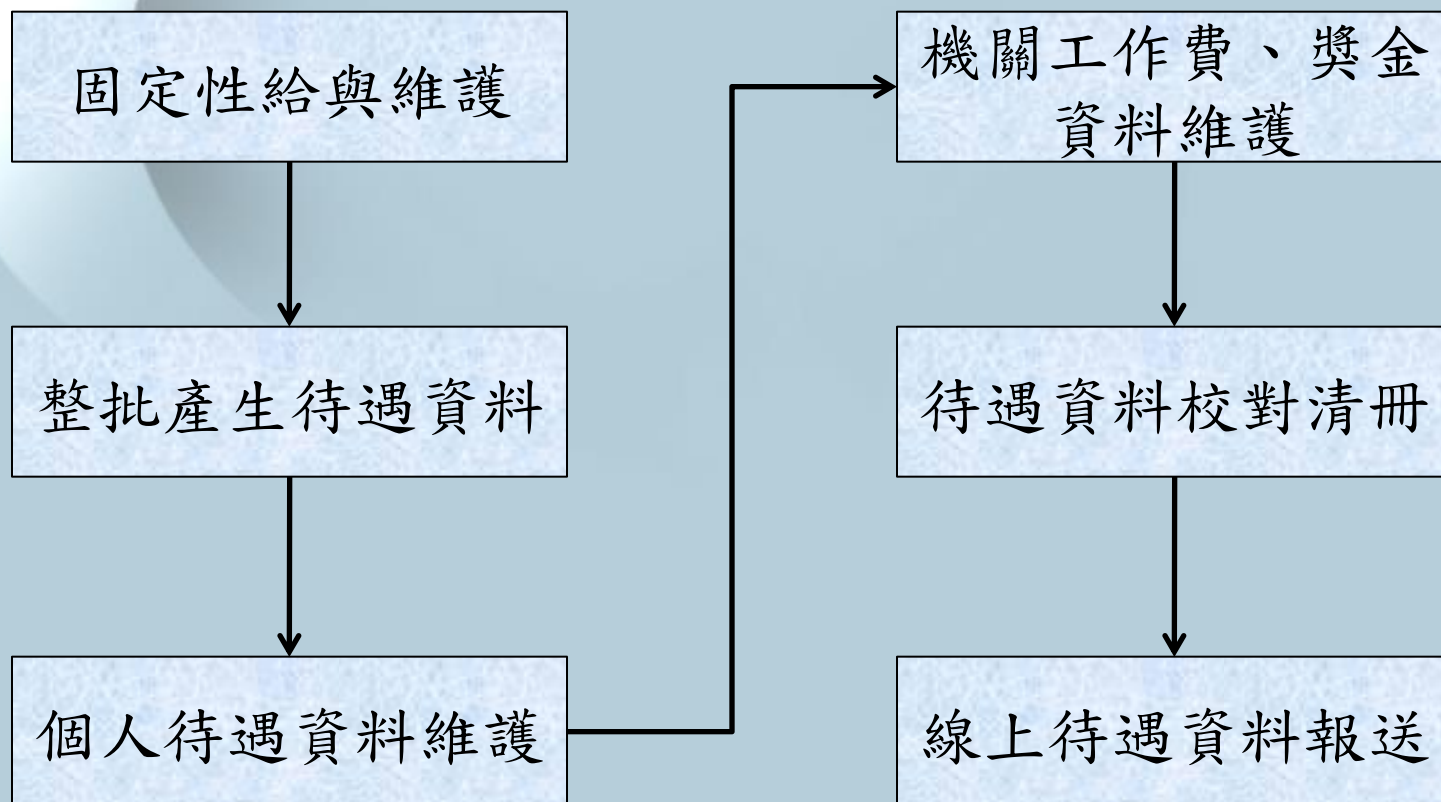 固定性給與維護
整批產生待遇資料
個人待遇資料維護
機關工作費、獎金
資料維護
待遇資料校對清冊
線上待遇資料報送